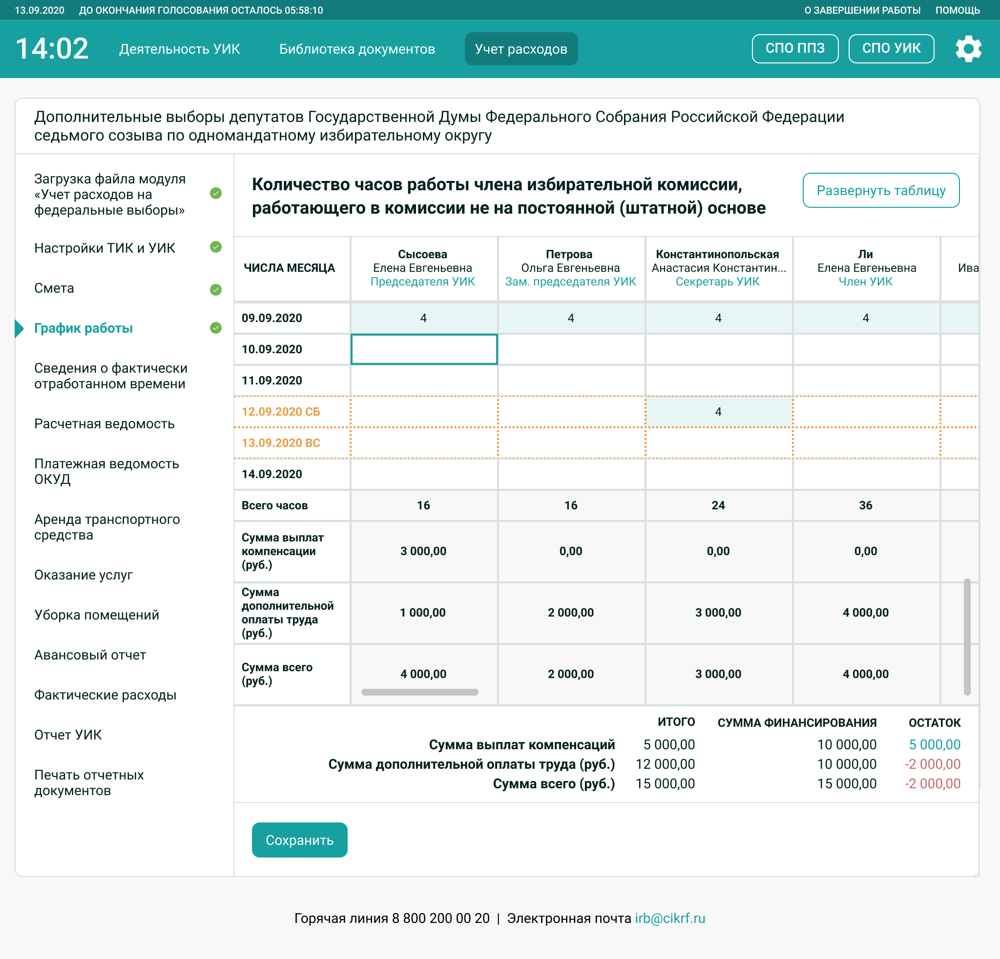 13.09.2020 ДО ОКОНЧАНИЯ ГОЛОСОВАНИЯ ОСТАЛОСЬ 05:58:10 О ЗАВЕРШЕНИИ РАБОТЫ ПОМОЩЬ
14:02 Деятельность УИК Библиотека документов Учет расходов СПО ППЗ СПО УИК
Дополнительные выборы депутатов Государственной Думы Федерального Собрания Российской Федерации
седьмого созыва по одномандатному избирательному округу
Загрузка файла модуля
«Учет расходов на
федеральные выборы»
Настройки ТИК и УИК
Смета
График работы
Сведения о фактически
отработанном времени
Расчетная ведомость
Платежная ведомость
ОКУД
Аренда транспортного
средства
Оказание услуг
Уборка помещений
Авансовый отчет
Фактические расходы
Отчет УИК
Печать отчетных
документов
Количество часов работы члена избирательной комиссии,
работающего в комиссии не на постоянной (штатной) основе
Развернуть таблицу
ЧИСЛА МЕСЯЦА
Сысоева
Елена Евгеньевна
Председателя УИК
Петрова
Ольга Евгеньевна
Зам. председателя УИК
Константинопольская
Анастасия Константин...
Секретарь УИК
Ли
Елена Евгеньевна
Член УИК
Ива
09.09.2020 4 4 4 4
10.09.2020
11.09.2020
12.09.2020 СБ 4
13.09.2020 ВС
14.09.2020
Всего часов 16 16 24 36
Сумма выплат
компенсации
(руб.)
3 000,00 0,00 0,00 0,00
Сумма
дополнительной
оплаты труда
(руб.)
1 000,00 2 000,00 3 000,00 4 000,00
Сумма всего
(руб.)
4 000,00 2 000,00 3 000,00 4 000,00
ИТОГО СУММА ФИНАНСИРОВАНИЯ ОСТАТОК
Сумма выплат компенсаций 5 000,00 10 000,00 5 000,00
Сумма дополнительной оплаты труда (руб.) 12 000,00 10 000,00 -2 000,00
Сумма всего (руб.) 15 000,00 15 000,00 -2 000,00
Сохранить
Горячая линия 8 800 200 00 20 | Электронная почта irb@cikrf.ru